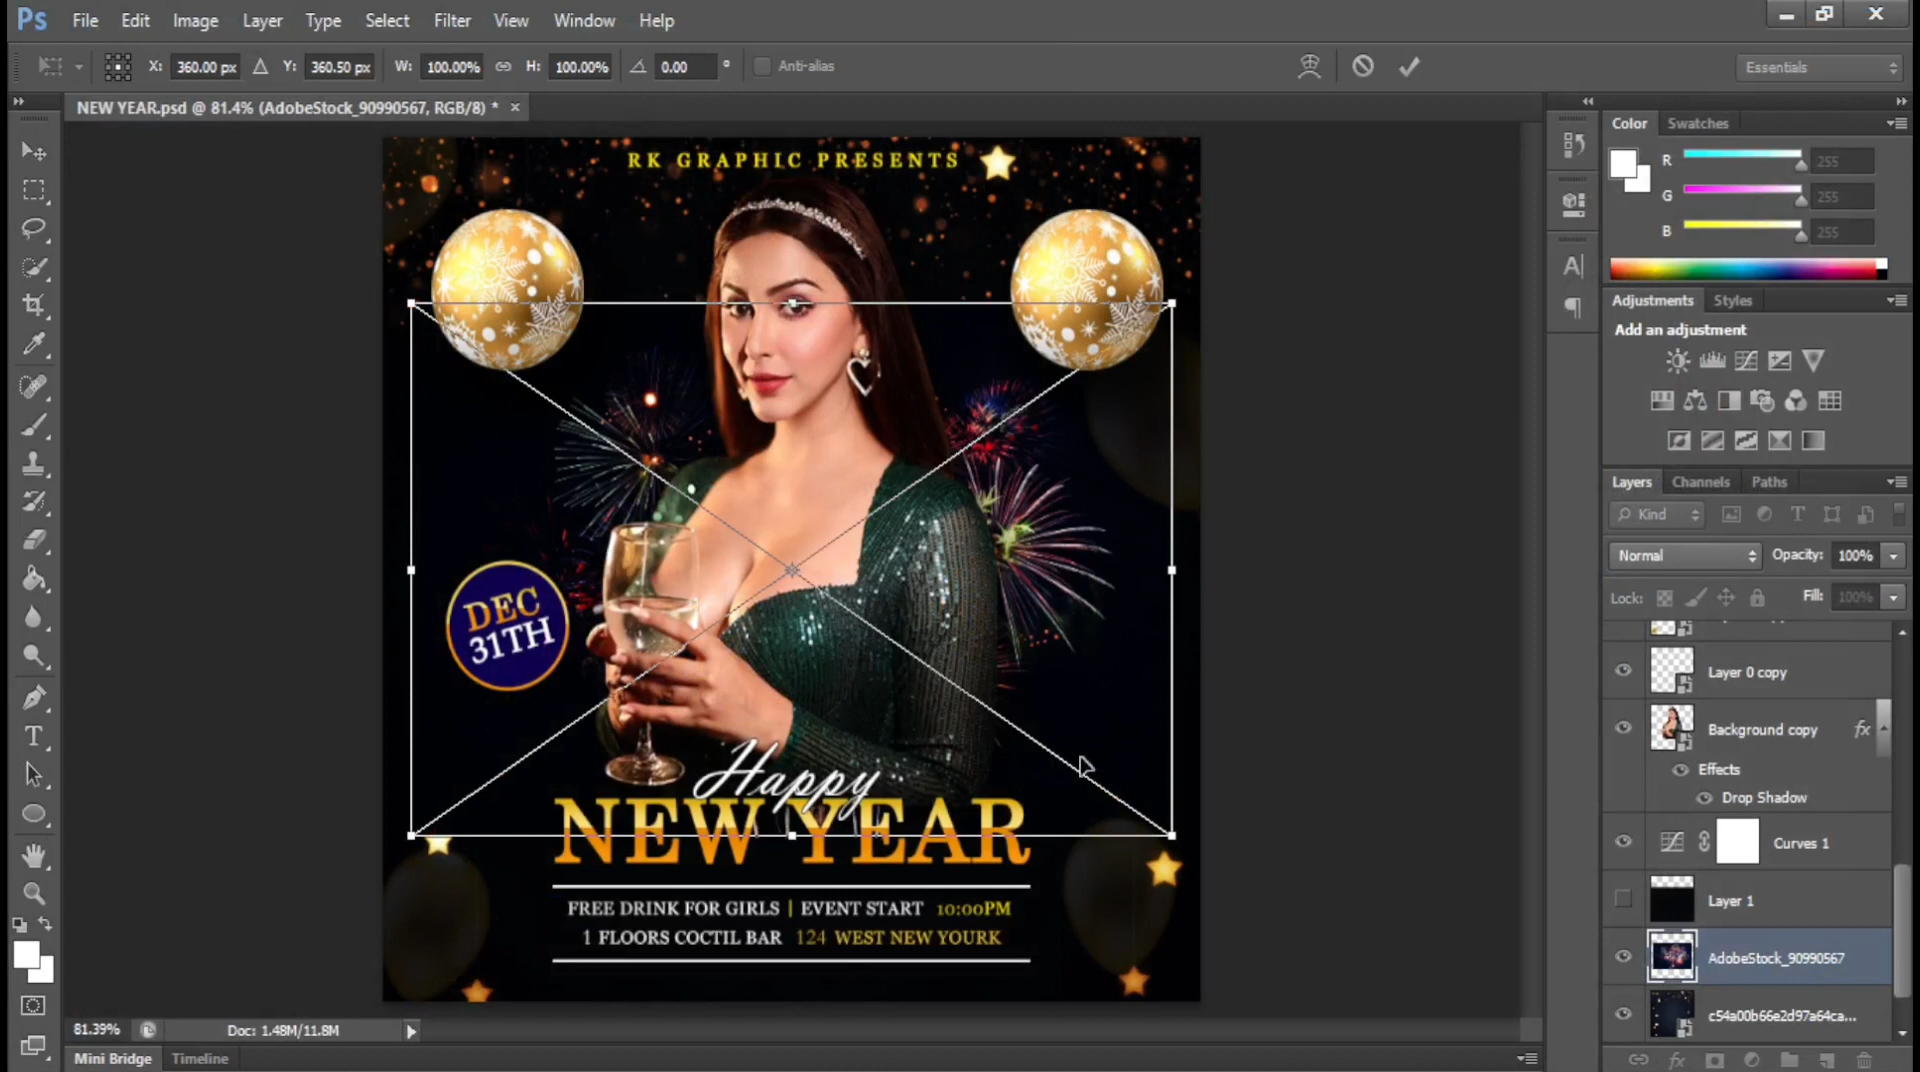 Ps File Edit Image Layer Select Filter Type View Window Help
X: 360.00 px Y: 360.50 px W: 100.00% H: 100.00% 0.00 ° Anti-alias Essentials
NEW YEAR.psd @ 81.4% (AdobeStock_90990567, RGB/8) * ×
RK GRAPHIC PRESENTS
DEC
31TH
Happy
NEW YEAR
FREE DRINK FOR GIRLS | EVENT START 10:00PM
1 FLOORS COCTIL BAR 124 WEST NEW YOURK
81.39% Doc: 1.48M/11.8M
Mini Bridge Timeline
Color Swatches
R 255
G 255
B 255
Adjustments Styles
Add an adjustment
Layers Channels Paths
Kind
Normal Opacity: 100%
Lock: Fill: 100%
Layer 0 copy
Background copy fx
Effects
Drop Shadow
Curves 1
Layer 1
AdobeStock_90990567
c54a00b66e2d97a64ca...
fx